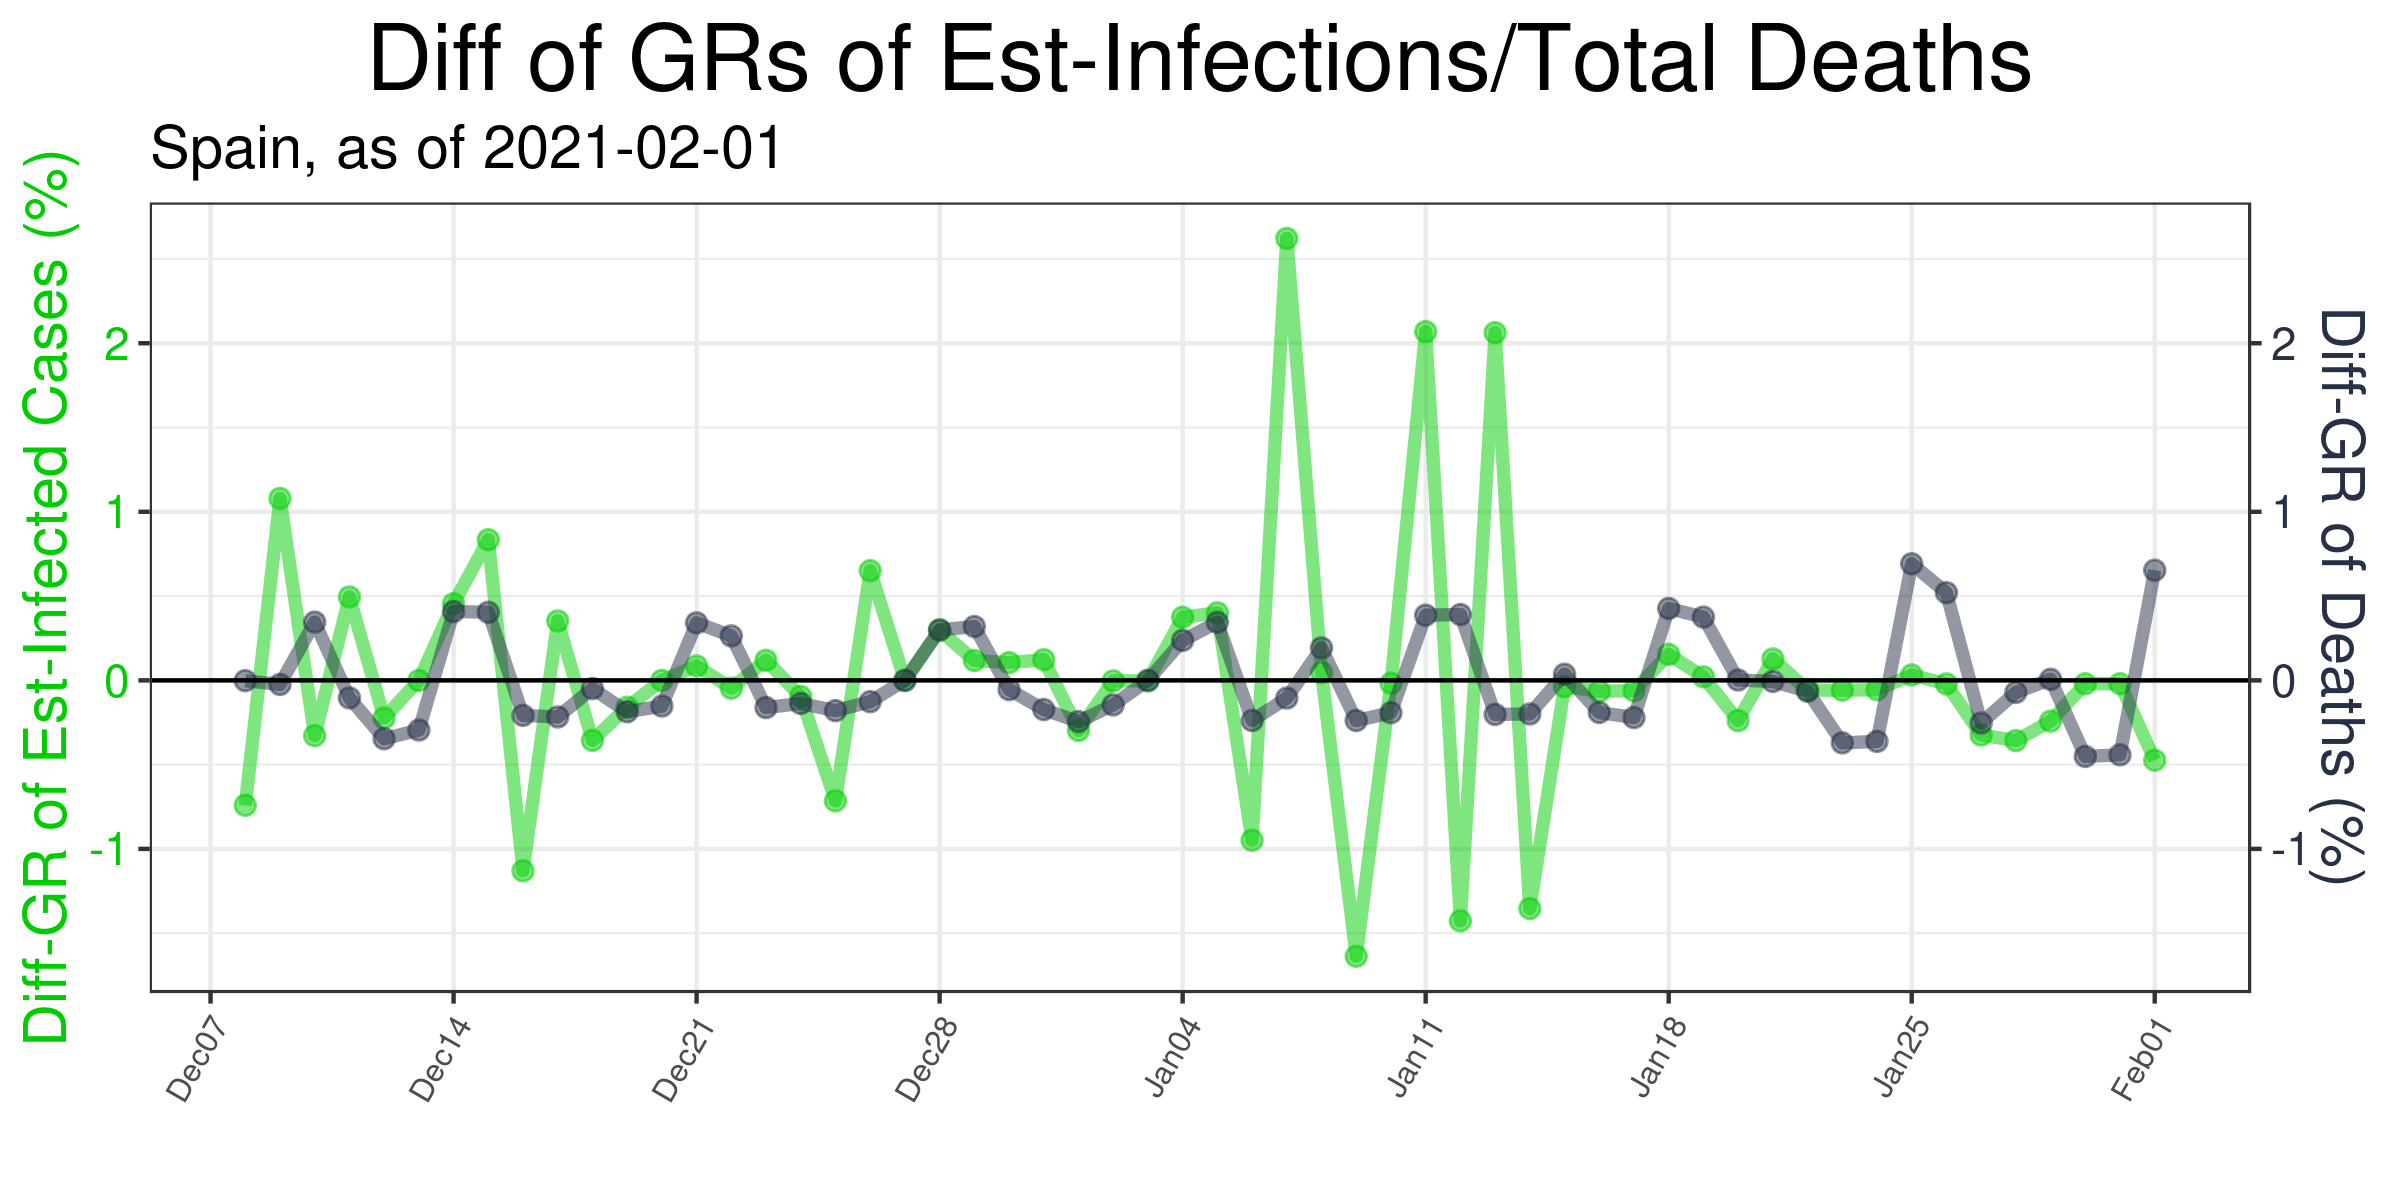 Diff of GRs of Est-Infections/Total Deaths
Spain, as of 2021-02-01
Diff-GR of Est-Infected Cases (%)
2
1
0
-1
2
1
0
-1
Diff-GR of Deaths (%)
Dec07
Dec14
Dec21
Dec28
Jan04
Jan11
Jan18
Jan25
Feb01